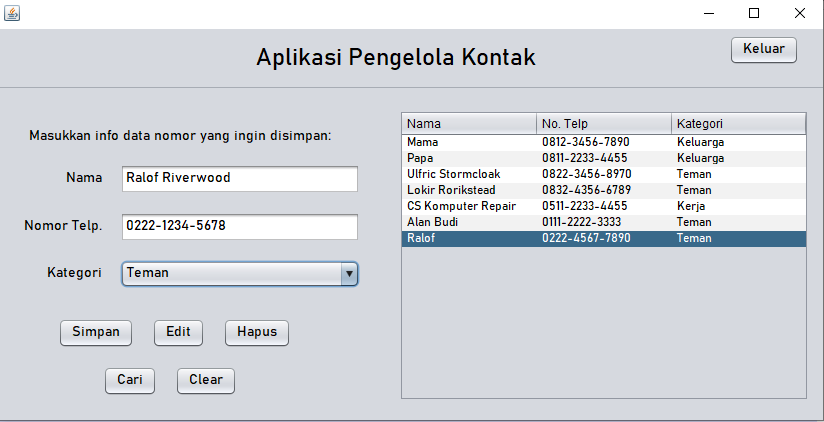 Aplikasi Pengelola Kontak
Keluar
Masukkan info data nomor yang ingin disimpan:
Nama
Ralof Riverwood
Nomor Telp.
0222-1234-5678
Kategori
Teman
Simpan Edit Hapus
Cari Clear
Nama No. Telp Kategori
Mama 0812-3456-7890 Keluarga
Papa 0811-2233-4455 Keluarga
Ulfric Stormcloak 0822-3456-8970 Teman
Lokir Rorikstead 0832-4356-6789 Teman
CS Komputer Repair 0511-2233-4455 Kerja
Alan Budi 0111-2222-3333 Teman
Ralof 0222-4567-7890 Teman